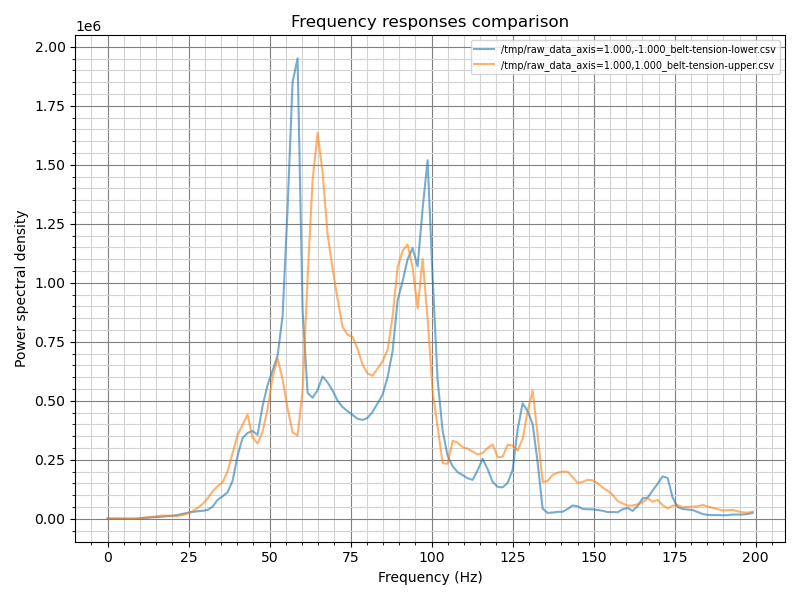 Frequency responses comparison
1e6
/tmp/raw_data_axis=1.000,-1.000_belt-tension-lower.csv
/tmp/raw_data_axis=1.000,1.000_belt-tension-upper.csv
2.00
1.75
1.50
1.25
1.00
0.75
0.50
0.25
0.00
Power spectral density
0 25 50 75 100 125 150 175 200
Frequency (Hz)